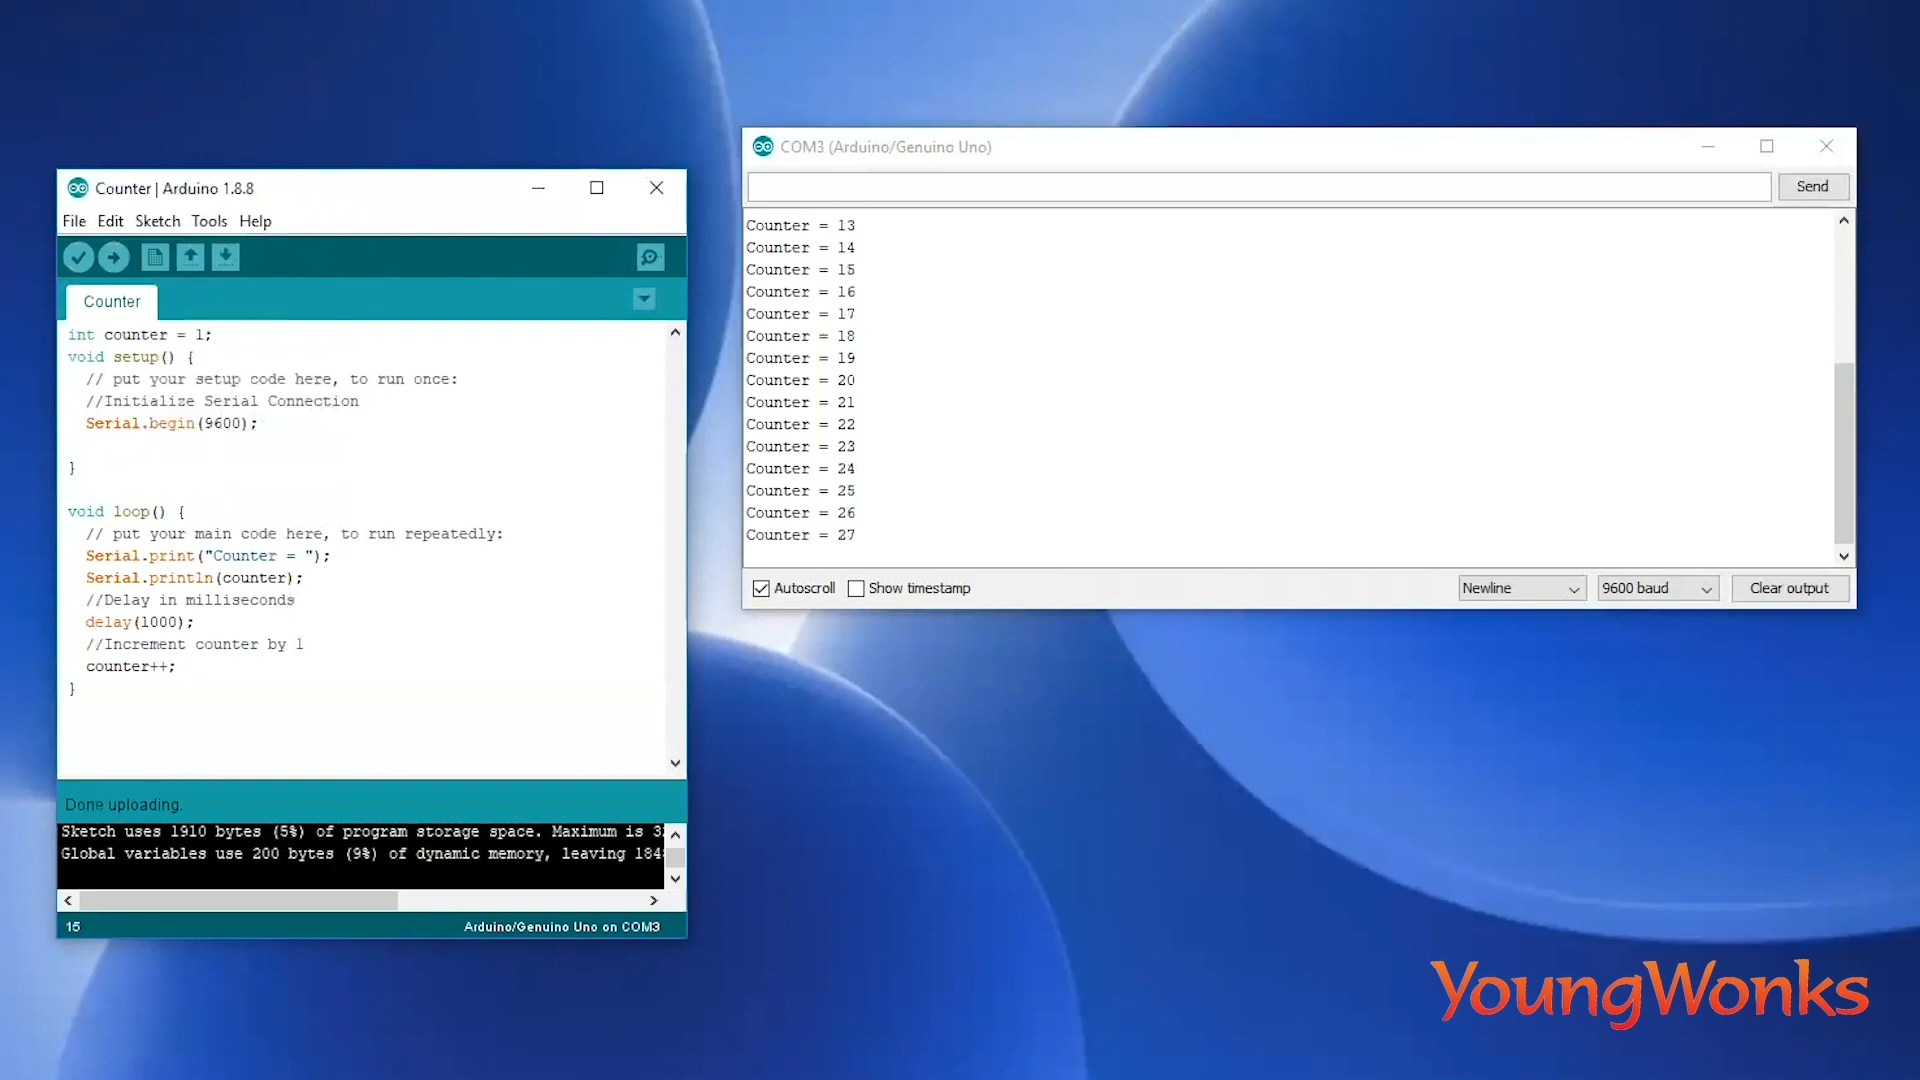 Counter | Arduino 1.8.8
File Edit Sketch Tools Help
Counter
int counter = 1;
void setup() {
// put your setup code here, to run once:
//Initialize Serial Connection
Serial.begin(9600);
}
void loop() {
// put your main code here, to run repeatedly:
Serial.print("Counter = ");
Serial.println(counter);
//Delay in milliseconds
delay(1000);
//Increment counter by 1
counter++;
}
Done uploading.
Sketch uses 1910 bytes (5%) of program storage space. Maximum is
Global variables use 200 bytes (9%) of dynamic memory, leaving
15
Arduino/Genuino Uno on COM3
COM3 (Arduino/Genuino Uno)
Send
Counter = 13
Counter = 14
Counter = 15
Counter = 16
Counter = 17
Counter = 18
Counter = 19
Counter = 20
Counter = 21
Counter = 22
Counter = 23
Counter = 24
Counter = 25
Counter = 26
Counter = 27
Autoscroll Show timestamp
Newline
9600 baud
Clear output
YoungWonks